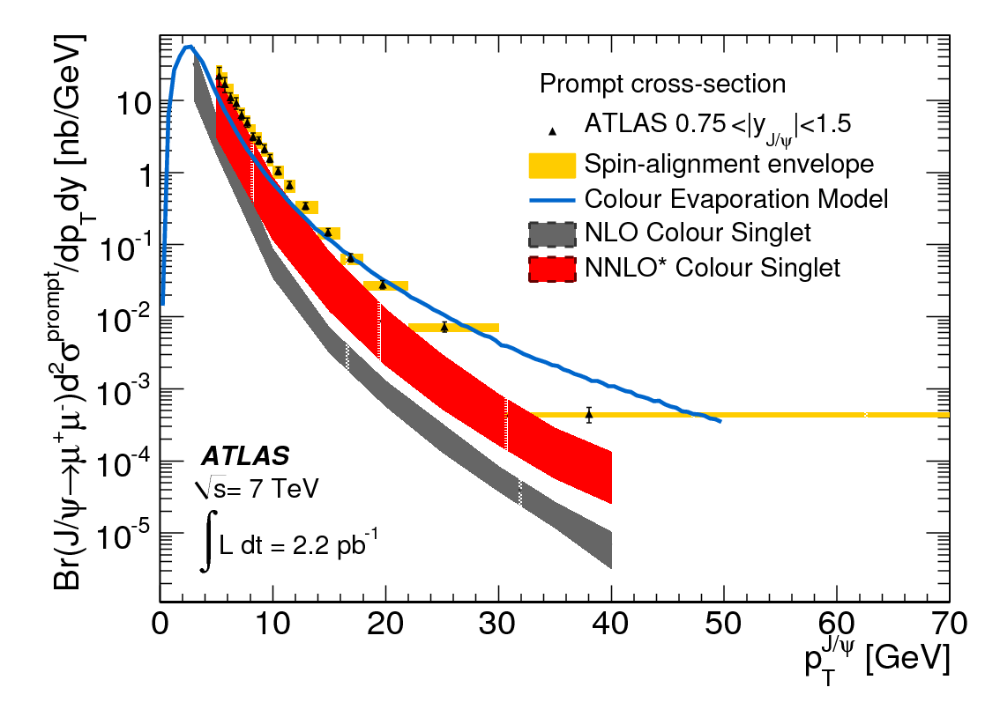 Br(J/ψ→μ⁺μ⁻)d²σ^prompt/dp_T dy [nb/GeV]
10
1
10⁻¹
10⁻²
10⁻³
10⁻⁴
10⁻⁵
Prompt cross-section
ATLAS 0.75<|y_J/ψ|<1.5
Spin-alignment envelope
Colour Evaporation Model
NLO Colour Singlet
NNLO* Colour Singlet
ATLAS
√s= 7 TeV
∫L dt = 2.2 pb⁻¹
0 10 20 30 40 50 60 70
p_T^J/ψ [GeV]